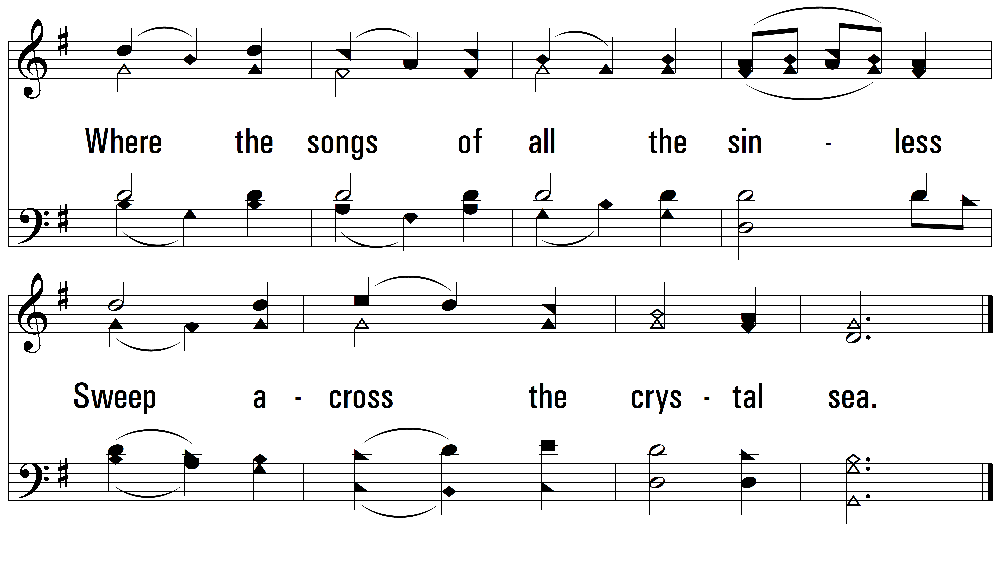 Where the songs of all the sin - less
Sweep a - cross the crys - tal sea.